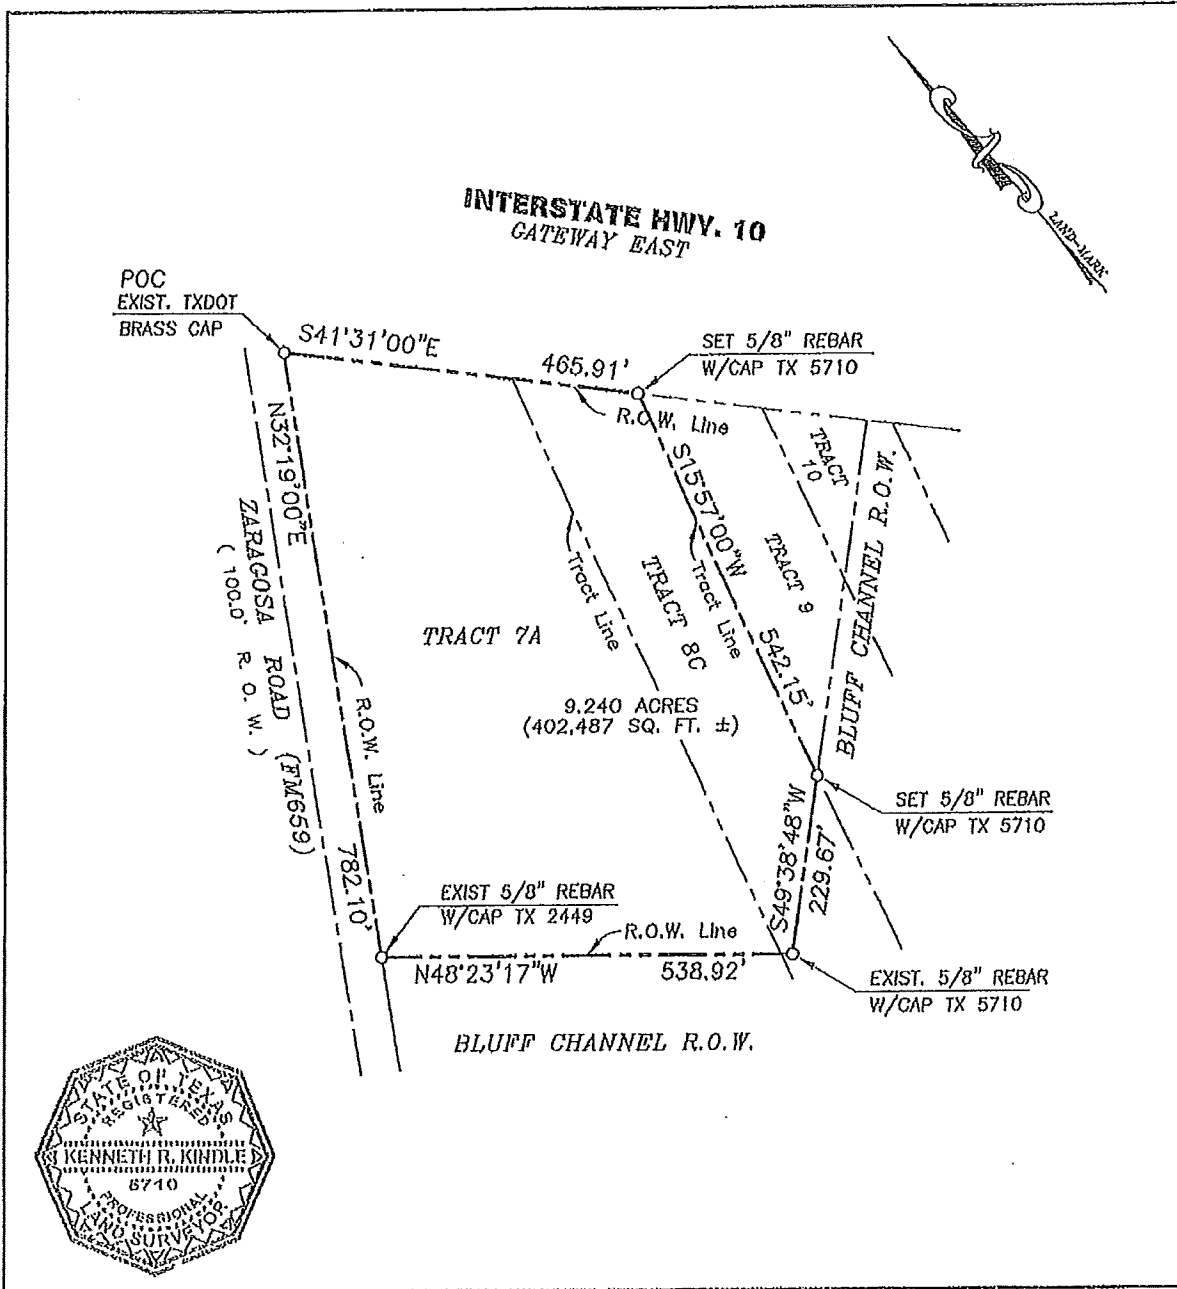 LAND-MARK
INTERSTATE HWY. 10
GATEWAY EAST
POC
EXIST. TXDOT
BRASS CAP
S41'31'00"E
465.91'
SET 5/8" REBAR
W/CAP TX 5710
R.O.W. Line
N32'19'00"E
782.10'
R.O.W. Line
ZARAGOSA ROAD (FM659)
( 100.0' R. O. W. )
TRACT 7A
Tract Line
TRACT 8C
S15'57'00"W
542.15'
Tract Line
TRACT 9
TRACT
10
BLUFF CHANNEL R.O.W.
9.240 ACRES
(402,487 SQ. FT. ±)
SET 5/8" REBAR
W/CAP TX 5710
S49'38'48"W
229.67'
EXIST 5/8" REBAR
W/CAP TX 2449
R.O.W. Line
N48'23'17"W
538.92'
EXIST. 5/8" REBAR
W/CAP TX 5710
BLUFF CHANNEL R.O.W.
STATE OF TEXAS
REGISTERED
KENNETH R. KINDLE
5710
PROFESSIONAL
LAND SURVEYOR